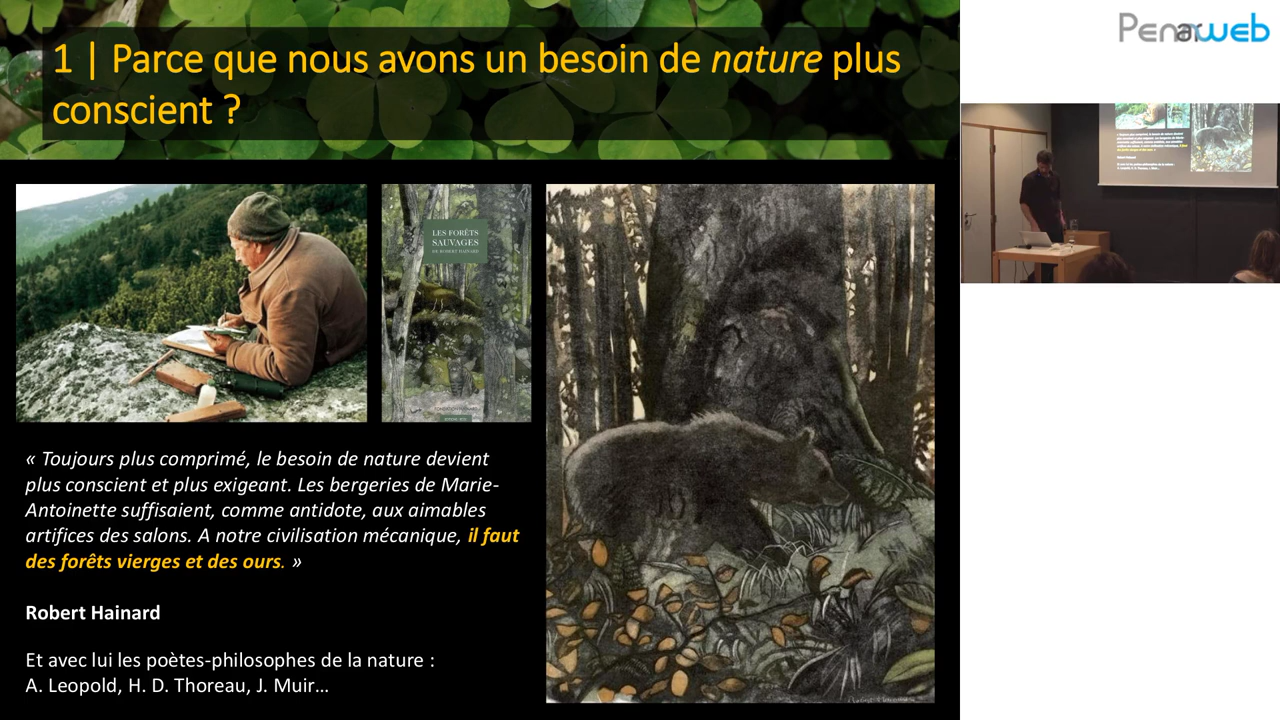 1 | Parce que nous avons un besoin de nature plus
conscient ?
LES FORÊTS
SAUVAGES
DE ROBERT HAINARD
« Toujours plus comprimé, le besoin de nature devient
plus conscient et plus exigeant. Les bergeries de Marie-
Antoinette suffisaient, comme antidote, aux aimables
artifices des salons. A notre civilisation mécanique, il faut
des forêts vierges et des ours. »
Robert Hainard
Et avec lui les poètes-philosophes de la nature :
A. Leopold, H. D. Thoreau, J. Muir...
Penarweb